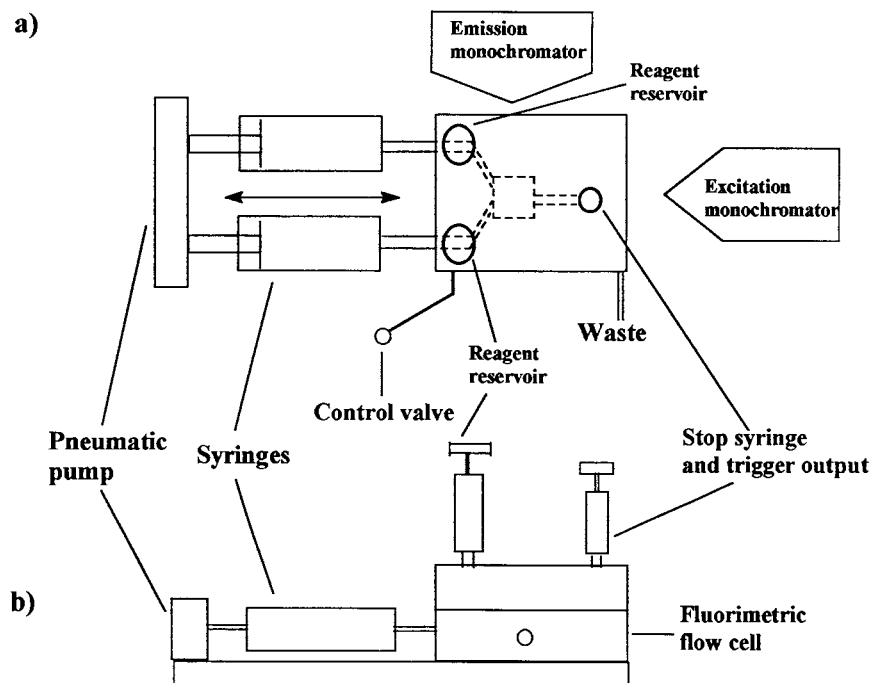 a)
Emission
monochromator
Reagent
reservoir
Excitation
monochromator
Waste
Reagent
reservoir
Control valve
Pneumatic
pump
Syringes
Stop syringe
and trigger output
b)
Fluorimetric
flow cell